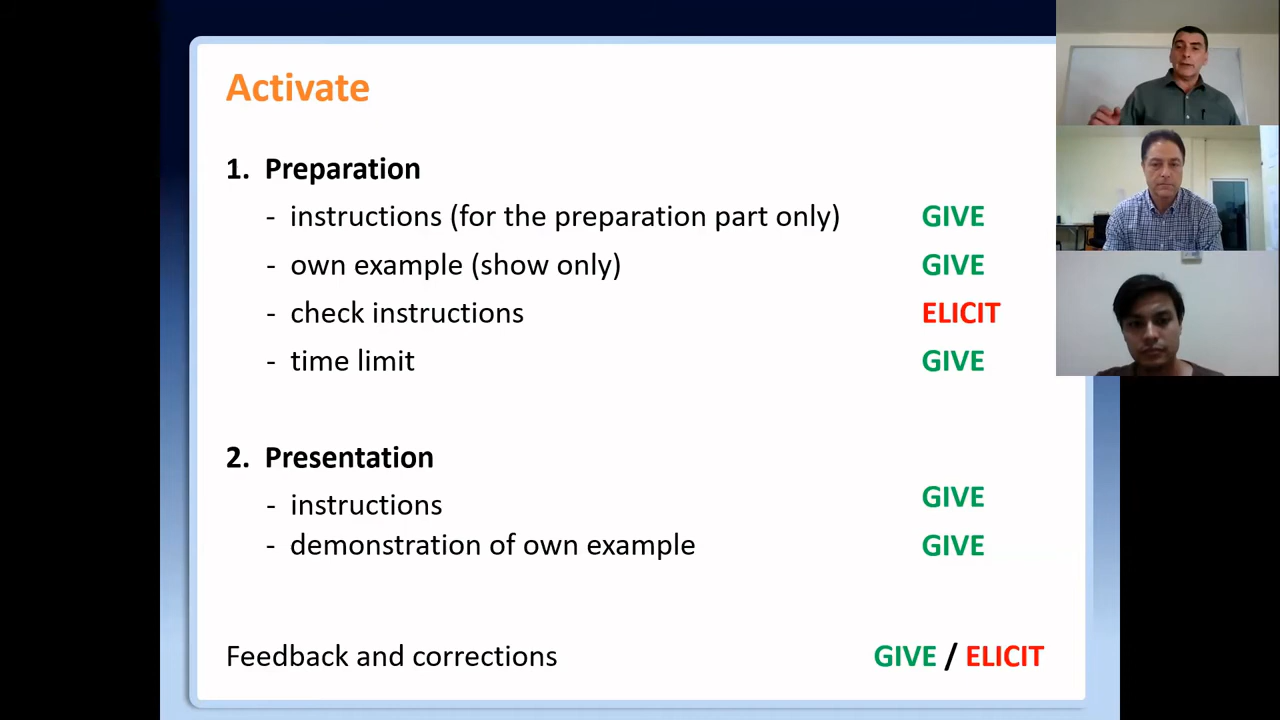 Activate
1. Preparation
- instructions (for the preparation part only) GIVE
- own example (show only) GIVE
- check instructions ELICIT
- time limit GIVE
2. Presentation
- instructions GIVE
- demonstration of own example GIVE
Feedback and corrections GIVE / ELICIT